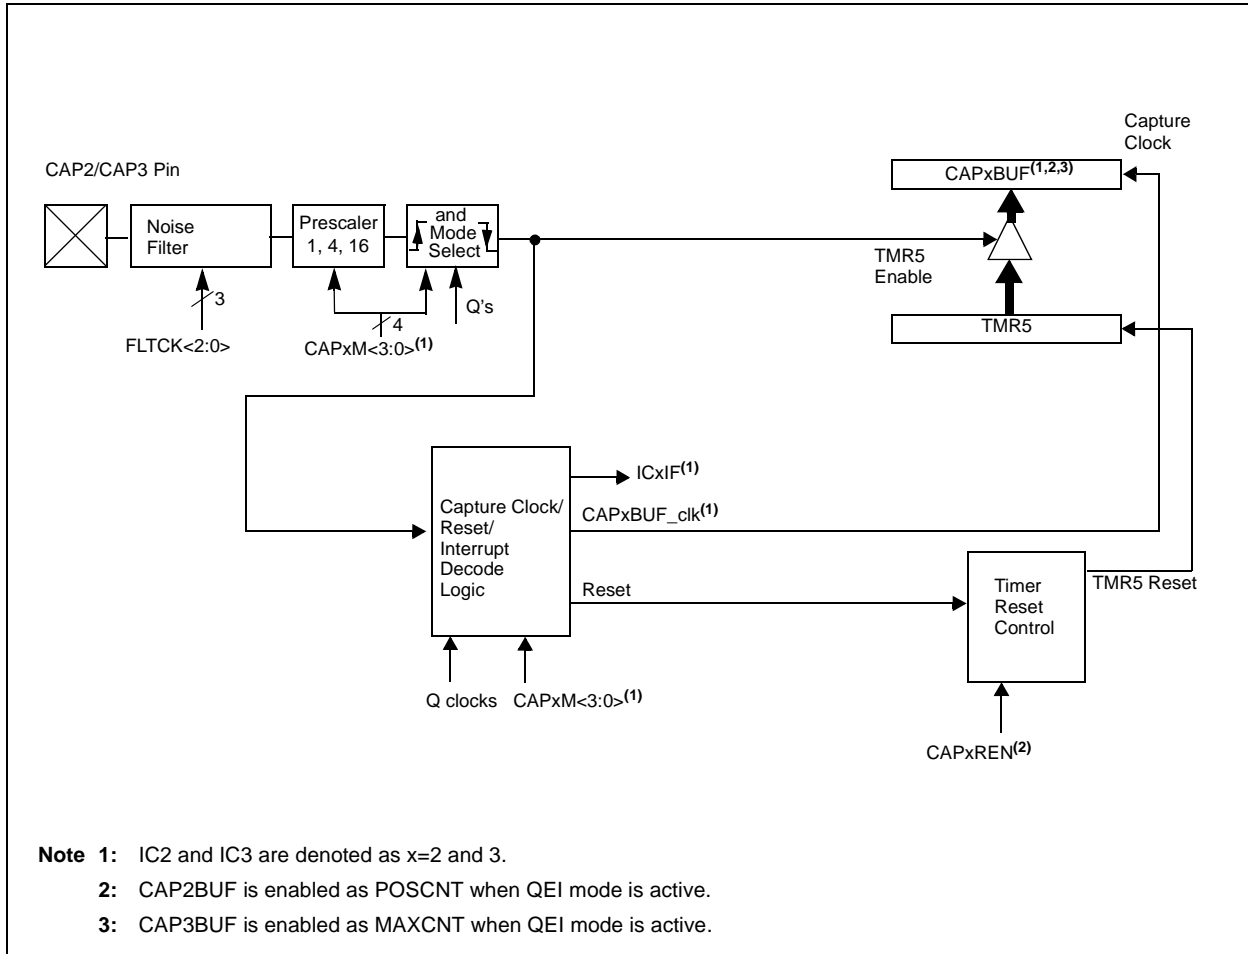 Capture
Clock
CAP2/CAP3 Pin
CAPxBUF(1,2,3)
Noise
Filter
Prescaler
1, 4, 16
and
Mode
Select
TMR5
Enable
3
4
Q's
TMR5
FLTCK<2:0>
CAPxM<3:0>(1)
ICxIF(1)
Capture Clock/
Reset/
Interrupt
Decode
Logic
CAPxBUF_clk(1)
Reset
Timer
Reset
Control
TMR5 Reset
Q clocks
CAPxM<3:0>(1)
CAPxREN(2)
Note 1: IC2 and IC3 are denoted as x=2 and 3.
2: CAP2BUF is enabled as POSCNT when QEI mode is active.
3: CAP3BUF is enabled as MAXCNT when QEI mode is active.